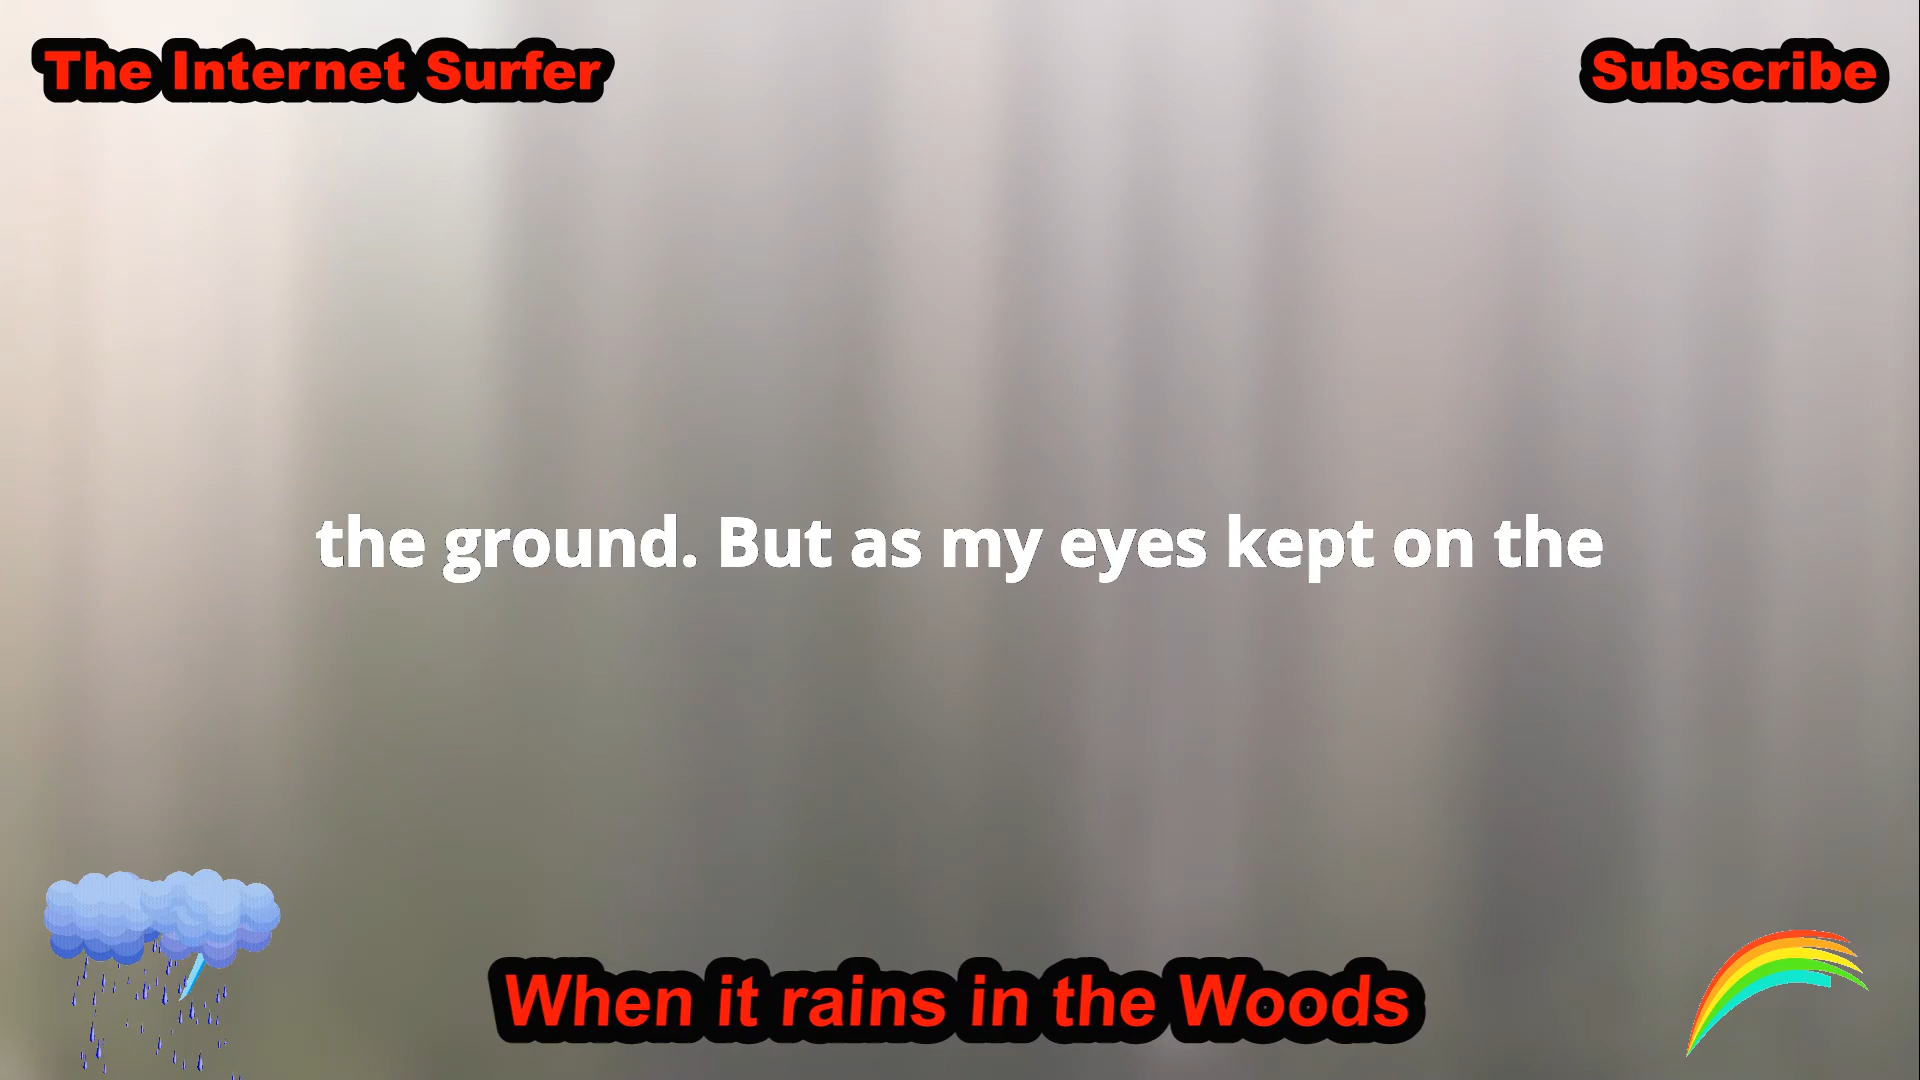 The Internet Surfer
Subscribe
the ground. But as my eyes kept on the
When it rains in the Woods